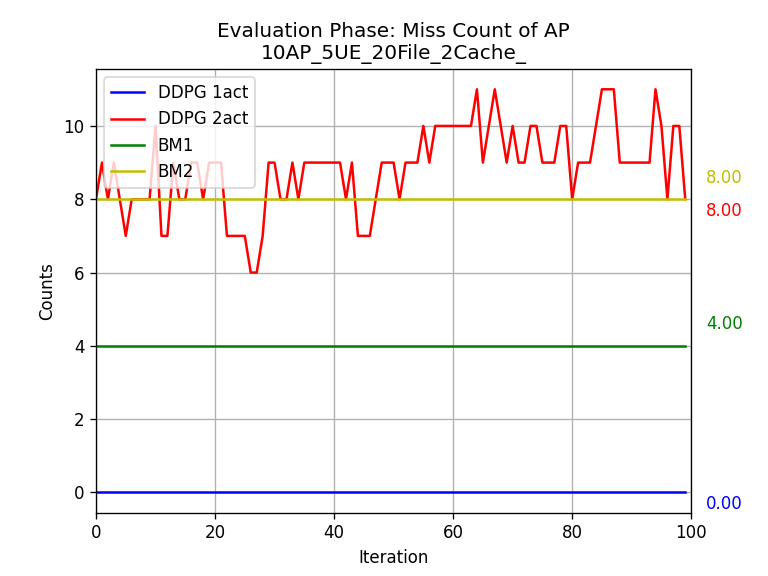 Evaluation Phase: Miss Count of AP
10AP_5UE_20File_2Cache_
DDPG 1act
DDPG 2act
BM1
BM2
Counts
10
8
6
4
2
0
8.00
8.00
4.00
0.00
0
20
40
60
80
100
Iteration